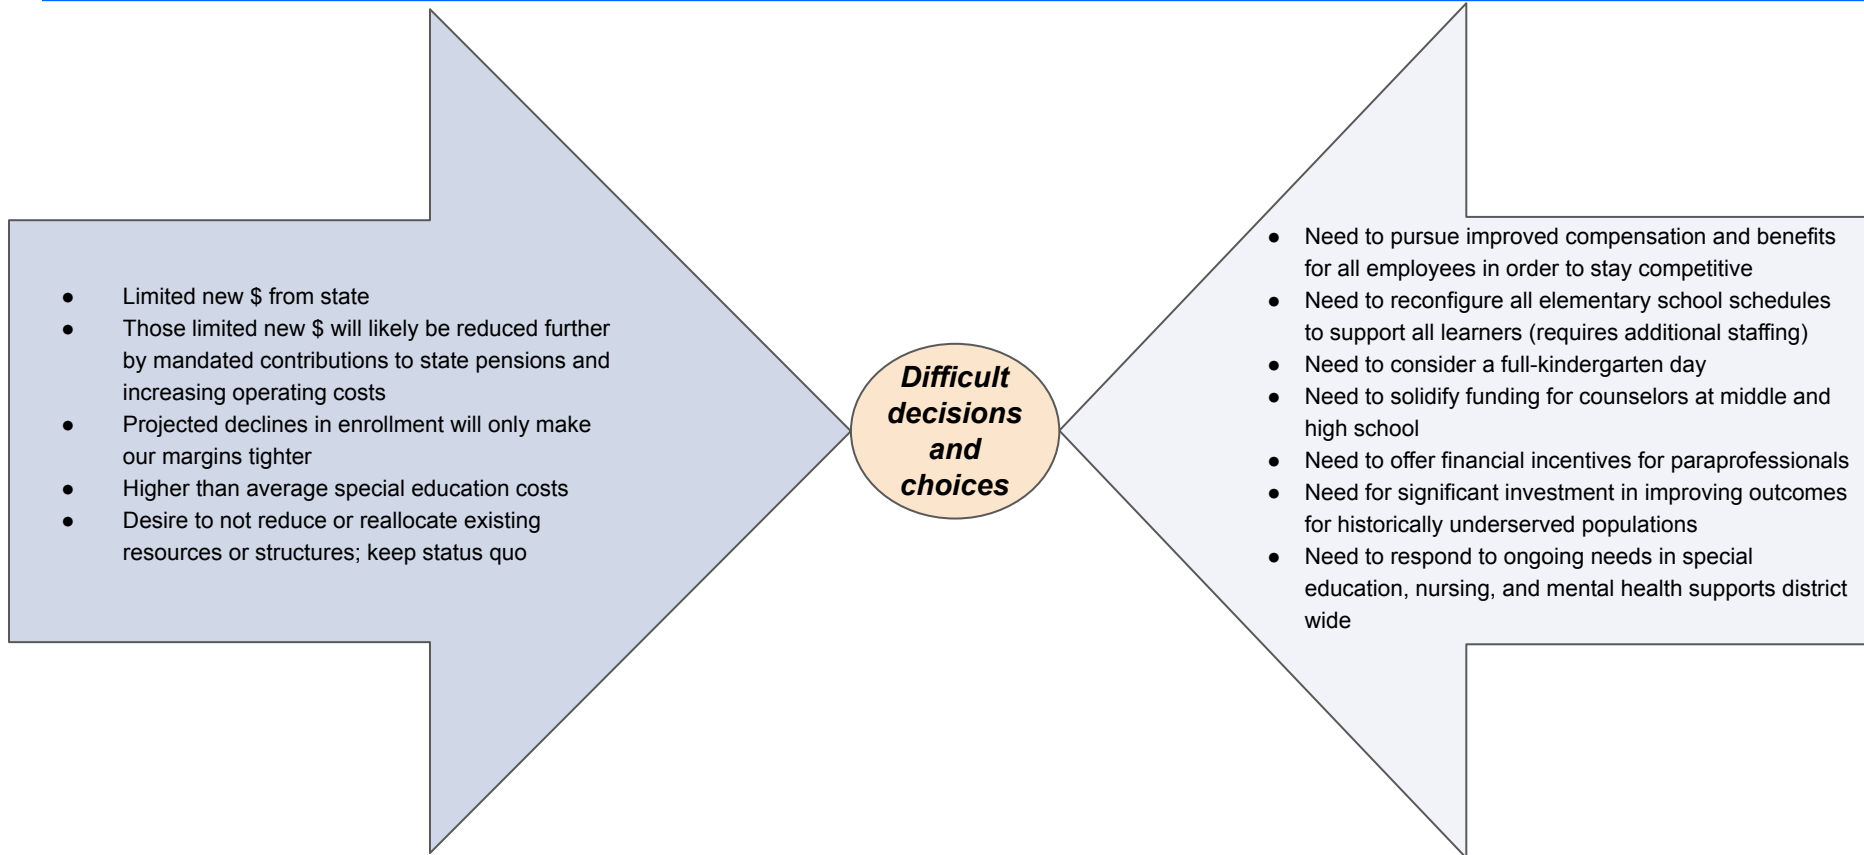 ● Limited new $ from state
● Those limited new $ will likely be reduced further
by mandated contributions to state pensions and
increasing operating costs
● Projected declines in enrollment will only make
our margins tighter
● Higher than average special education costs
● Desire to not reduce or reallocate existing
resources or structures; keep status quo
Difficult
decisions
and
choices
● Need to pursue improved compensation and benefits
for all employees in order to stay competitive
● Need to reconfigure all elementary school schedules
to support all learners (requires additional staffing)
● Need to consider a full-kindergarten day
● Need to solidify funding for counselors at middle and
high school
● Need to offer financial incentives for paraprofessionals
● Need for significant investment in improving outcomes
for historically underserved populations
● Need to respond to ongoing needs in special
education, nursing, and mental health supports district
wide